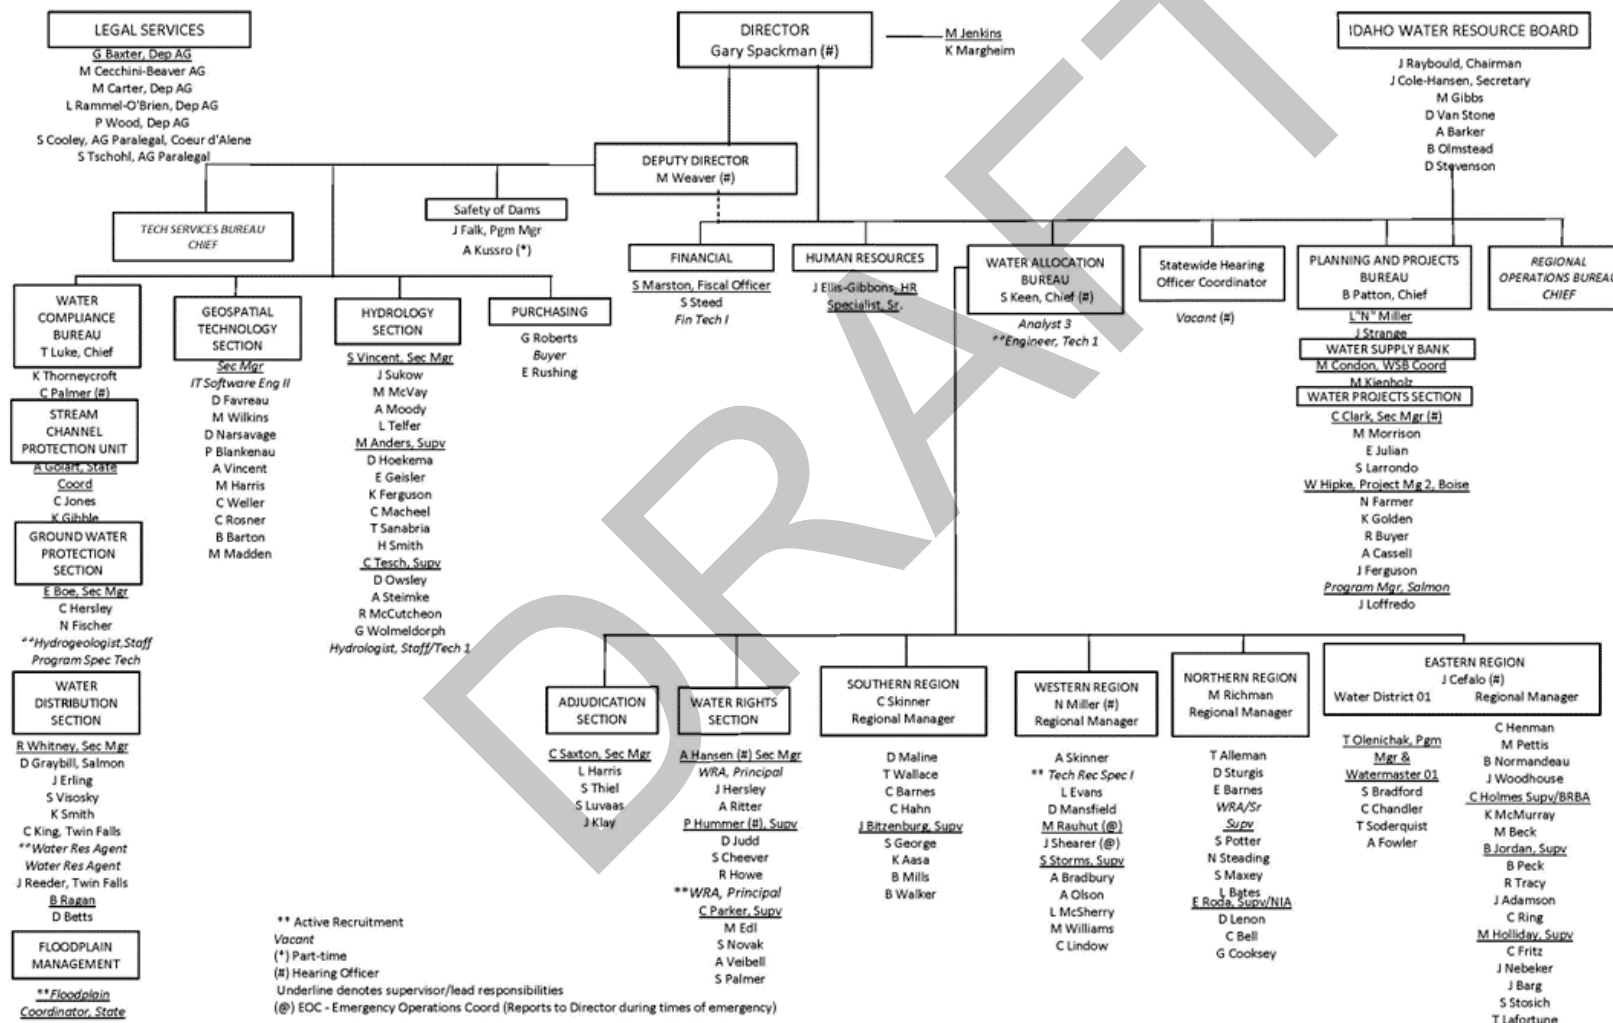 LEGAL SERVICES
G Baxter, Dep AG
M Cecchini-Beaver AG
M Carter, Dep AG
L Rammel-O'Brien, Dep AG
P Wood, Dep AG
S Cooley, AG Paralegal, Coeur d'Alene
S Tschohl, AG Paralegal
DIRECTOR
Gary Spackman (#)
M Jenkins
K Margheim
IDAHO WATER RESOURCE BOARD
J Raybould, Chairman
J Cole-Hansen, Secretary
M Gibbs
D Van Stone
A Barker
B Olmstead
D Stevenson
DEPUTY DIRECTOR
M Weaver (#)
TECH SERVICES BUREAU
CHIEF
Safety of Dams
J Falk, Pgm Mgr
A Kussro (*)
FINANCIAL
S Marston, Fiscal Officer
S Steed
Fin Tech I
HUMAN RESOURCES
J Ellis-Gibbons, HR
Specialist, Sr.
WATER ALLOCATION
BUREAU
S Keen, Chief (#)
Analyst 3
**Engineer, Tech 1
Statewide Hearing
Officer Coordinator
Vacant (#)
PLANNING AND PROJECTS
BUREAU
B Patton, Chief
L"N" Miller
J Strange
WATER SUPPLY BANK
M Condon, WSB Coord
M Kienholz
WATER PROJECTS SECTION
C Clark, Sec Mgr (#)
M Morrison
E Julian
S Larrondo
W Hipke, Project Mg 2, Boise
N Farmer
K Golden
R Buyer
A Cassell
J Ferguson
Program Mgr, Salmon
J Loffredo
REGIONAL
OPERATIONS BUREAU
CHIEF
WATER
COMPLIANCE
BUREAU
T Luke, Chief
K Thorneycroft
C Palmer (#)
STREAM
CHANNEL
PROTECTION UNIT
A Golart, State
Coord
C Jones
K Gibble
GROUND WATER
PROTECTION
SECTION
E Boe, Sec Mgr
C Hersley
N Fischer
**Hydrogeologist,Staff
Program Spec Tech
WATER
DISTRIBUTION
SECTION
R Whitney, Sec Mgr
D Graybill, Salmon
J Erling
S Visosky
K Smith
C King, Twin Falls
**Water Res Agent
Water Res Agent
J Reeder, Twin Falls
B Ragan
D Betts
FLOODPLAIN
MANAGEMENT
**Floodplain
Coordinator, State
GEOSPATIAL
TECHNOLOGY
SECTION
Sec Mgr
IT Software Eng II
D Favreau
M Wilkins
D Narsavage
P Blankenau
A Vincent
M Harris
C Weller
C Rosner
B Barton
M Madden
HYDROLOGY
SECTION
S Vincent, Sec Mgr
J Sukow
M McVay
A Moody
L Telfer
M Anders, Supv
D Hoekema
E Geisler
K Ferguson
C Macheel
T Sanabria
H Smith
C Tesch, Supv
D Owsley
A Steimke
R McCutcheon
G Wolmeldorph
Hydrologist, Staff/Tech 1
PURCHASING
G Roberts
Buyer
E Rushing
ADJUDICATION
SECTION
C Saxton, Sec Mgr
L Harris
S Thiel
S Luvaas
J Klay
WATER RIGHTS
SECTION
A Hansen (#) Sec Mgr
WRA, Principal
J Hersley
A Ritter
P Hummer (#), Supv
D Judd
S Cheever
R Howe
**WRA, Principal
C Parker, Supv
M Edl
S Novak
A Veibell
S Palmer
SOUTHERN REGION
C Skinner
Regional Manager
D Maline
T Wallace
C Barnes
C Hahn
J Bitzenburg, Supv
S George
K Aasa
B Mills
B Walker
WESTERN REGION
N Miller (#)
Regional Manager
A Skinner
** Tech Rec Spec I
L Evans
D Mansfield
M Rauhut (@)
J Shearer (@)
S Storms, Supv
A Bradbury
A Olson
L McSherry
M Williams
C Lindow
NORTHERN REGION
M Richman
Regional Manager
T Alleman
D Sturgis
E Barnes
WRA/Sr
Supv
S Potter
N Steading
S Maxey
L Bates
E Roda, Supv/NIA
D Lenon
C Bell
G Cooksey
EASTERN REGION
J Cefalo (#)
Water District 01 Regional Manager
T Olenichak, Pgm
Mgr &
Watermaster 01
S Bradford
C Chandler
T Soderquist
A Fowler
C Henman
M Pettis
B Normandeau
J Woodhouse
C Holmes Supv/BRBA
K McMurray
M Beck
B Jordan, Supv
B Peck
R Tracy
J Adamson
C Ring
M Holliday, Supv
C Fritz
J Nebeker
J Barg
S Stosich
T Lafortune
** Active Recruitment
Vacant
(*) Part-time
(#) Hearing Officer
Underline denotes supervisor/lead responsibilities
(@) EOC - Emergency Operations Coord (Reports to Director during times of emergency)
DRAFT